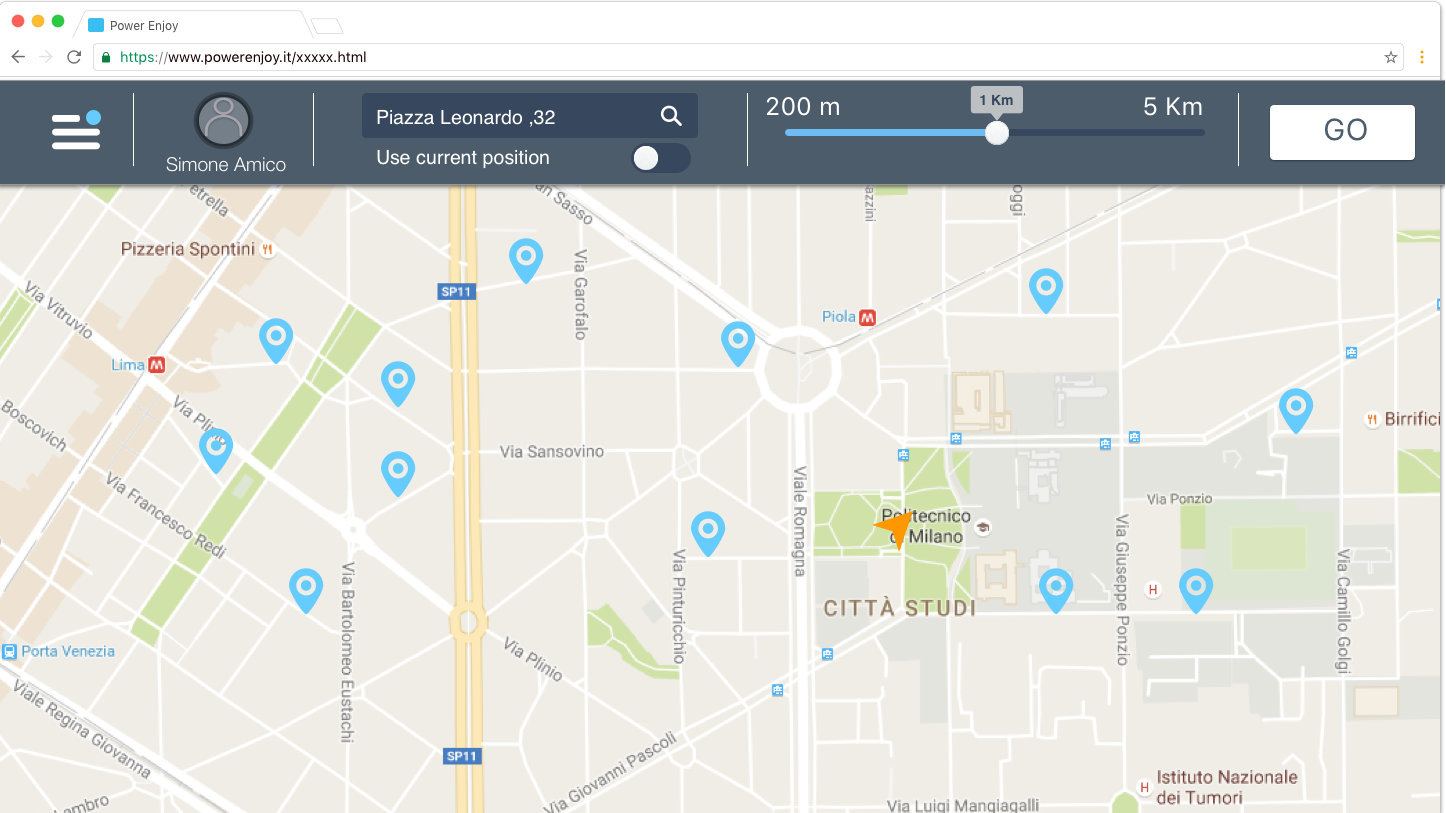 Power Enjoy
https://www.powerenjoy.it/xxxxx.html
Simone Amico
Piazza Leonardo ,32
Use current position
200 m
1 Km
5 Km
GO
etrella
an Sasso
azzini
oggi
Pizzeria Spontini
Via Vitruvio
SP11
Via Garofalo
Piola
M
Lima
M
Boscovich
Via Plinio
Birrifici
Via Sansovino
Via Francesco Redi
Viale Romagna
Via Ponzio
Politecnico
di Milano
Via Giuseppe Ponzio
Via Pinturicchio
Via Bartolomeo Eustachi
Via Camillo Golgi
H
CITTÀ STUDI
Porta Venezia
Via Plinio
Viale Regina Giovanna
SP11
Via Giovanni Pascoli
H
Istituto Nazionale
dei Tumori
Lambro
Via Luigi Mangiagalli